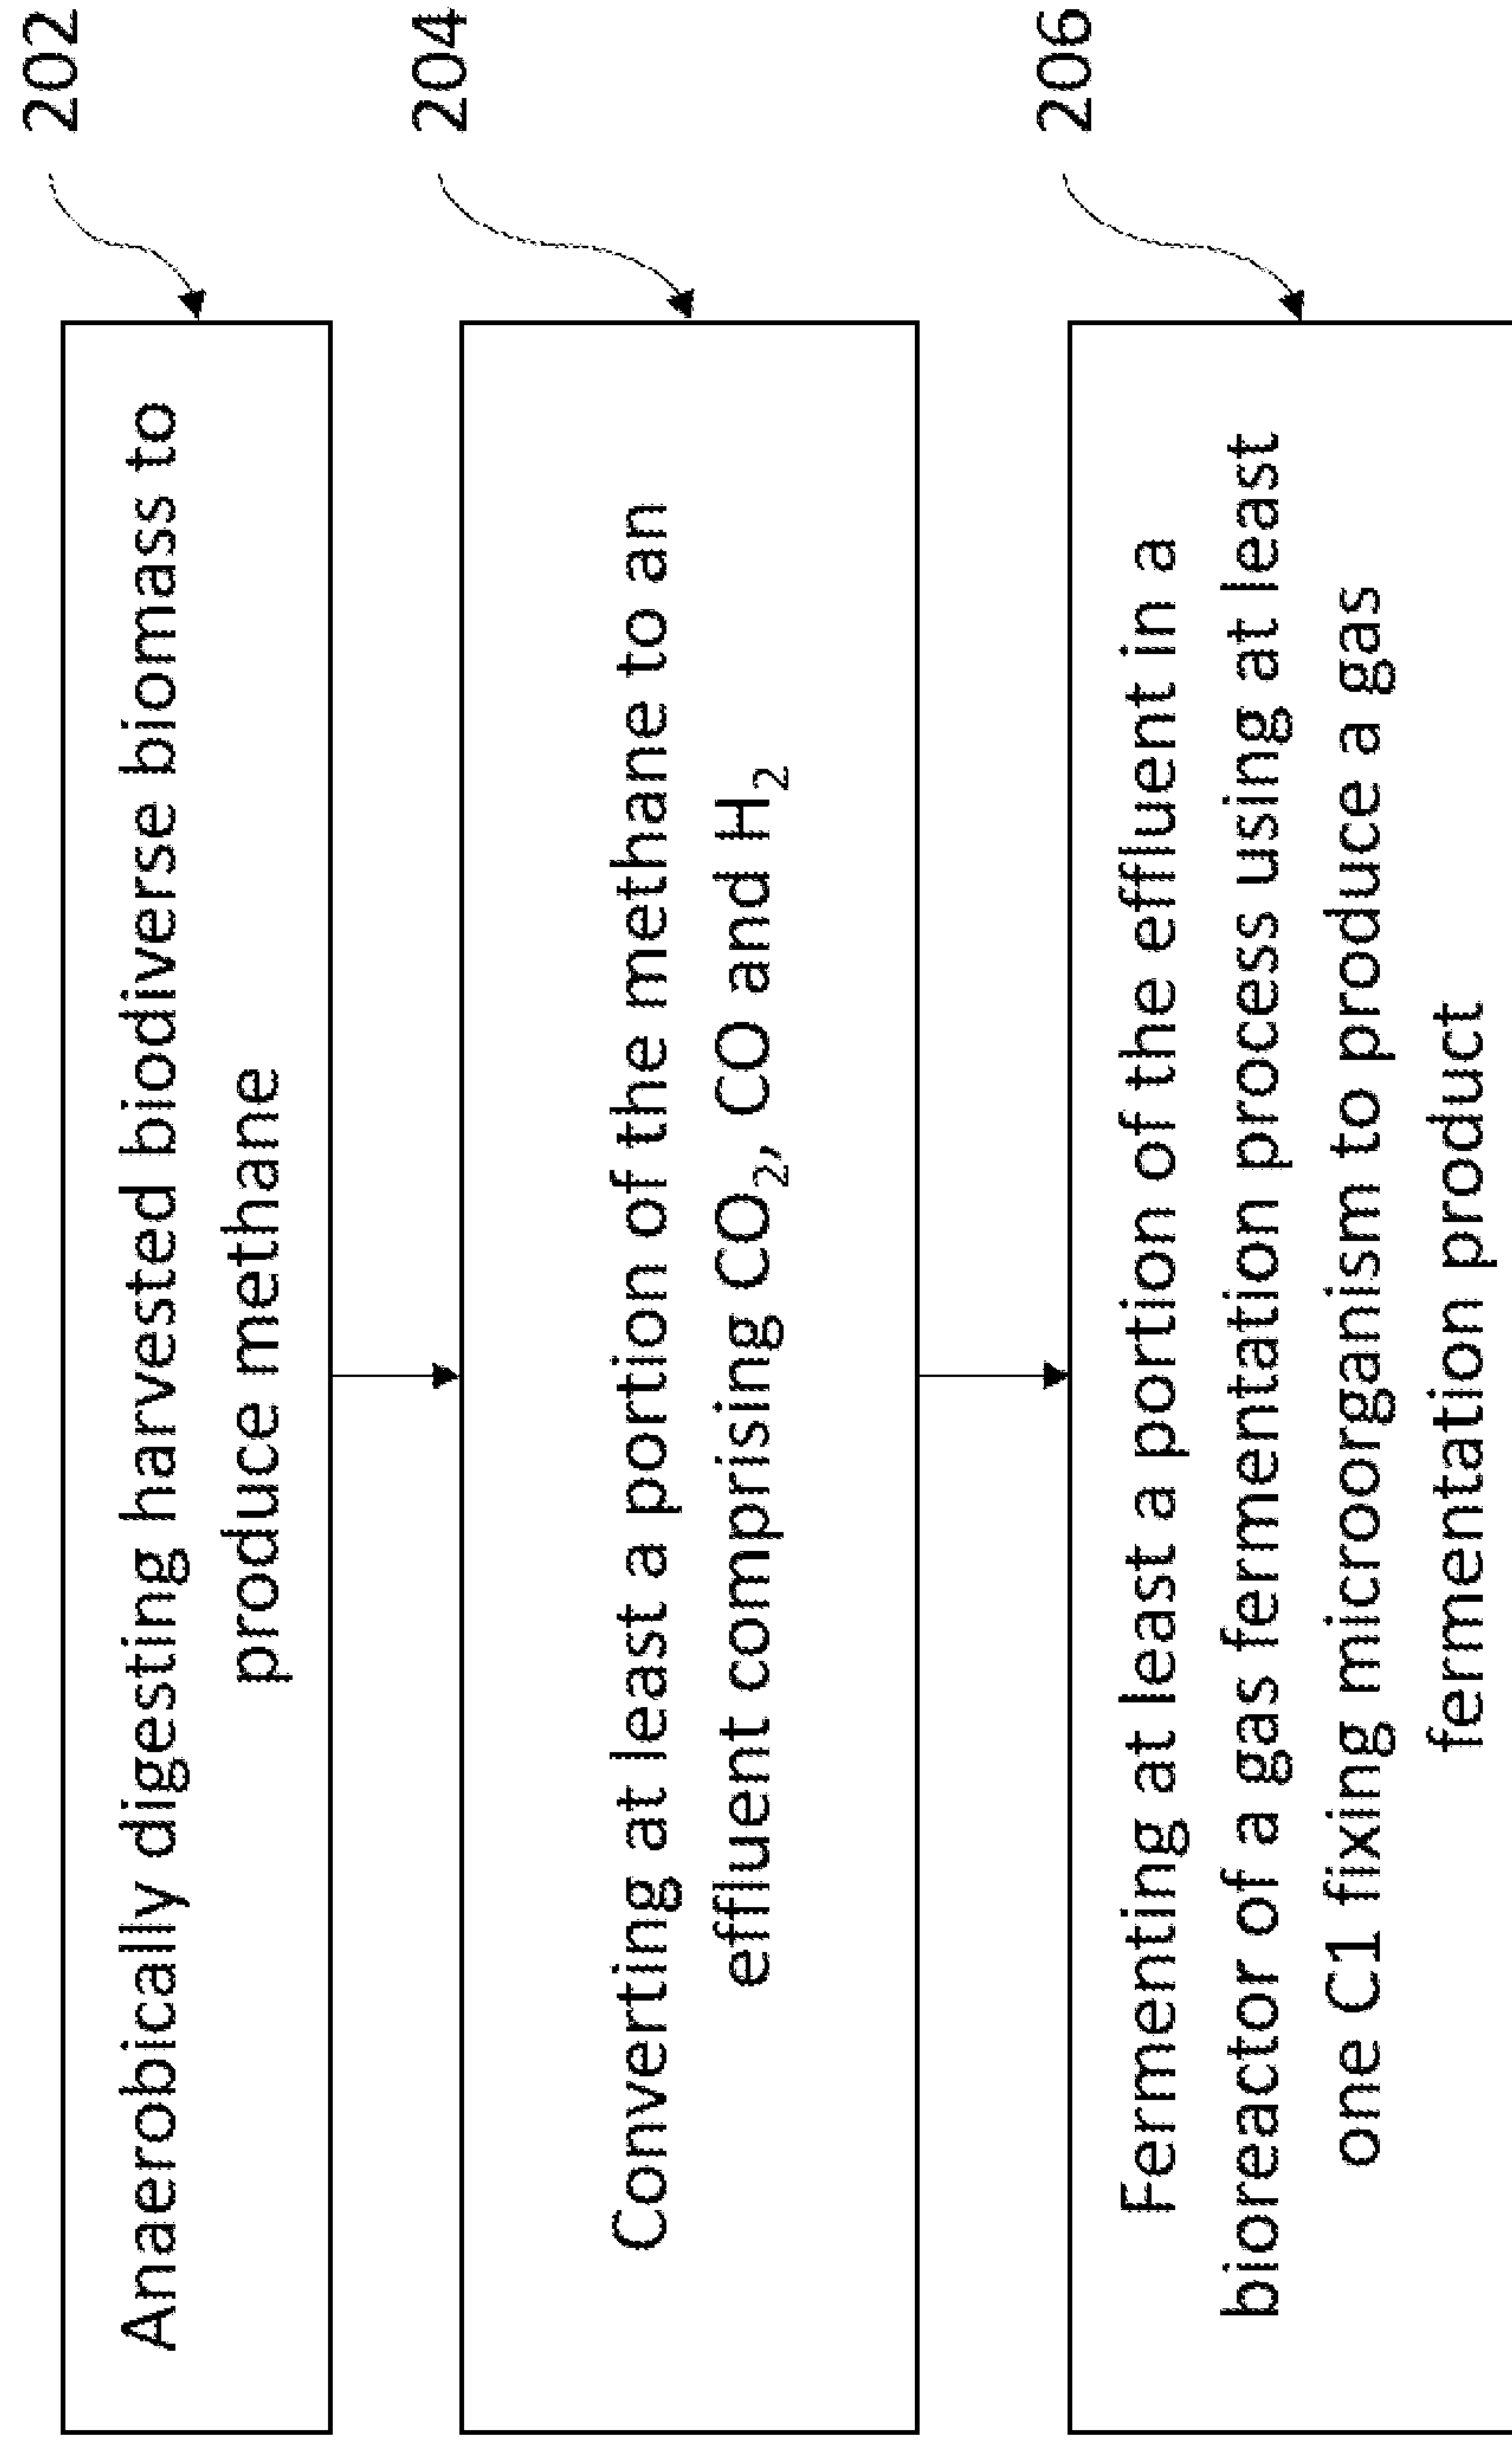 Anaerobically digesting harvested biodiverse biomass to
produce methane
202
Converting at least a portion of the methane to an
effluent comprising CO₂, CO and H₂
204
Fermenting at least a portion of the effluent in a
bioreactor of a gas fermentation process using at least
one C1 fixing microorganism to produce a gas
fermentation product
206